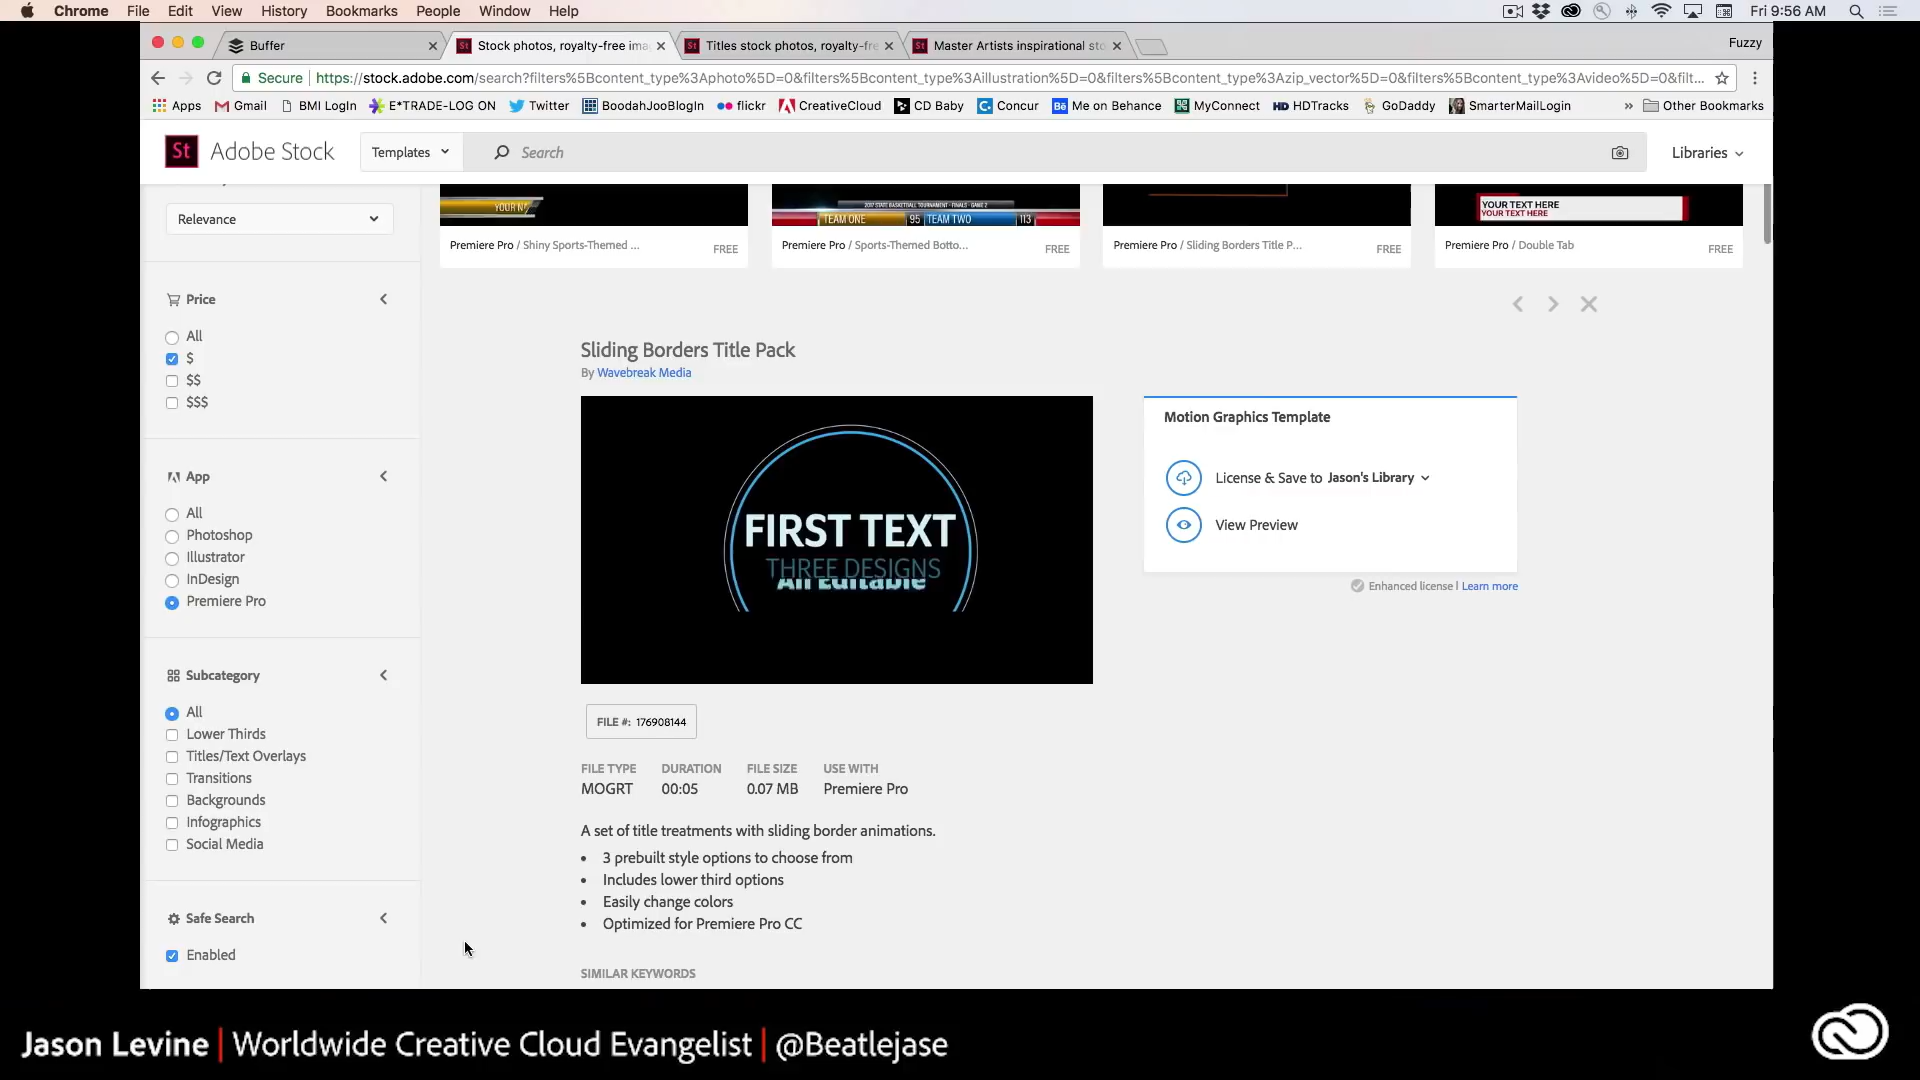 Chrome File Edit View History Bookmarks People Window Help Fri 9:56 AM
Buffer Stock photos, royalty-free ima Titles stock photos, royalty-fre Master Artists inspirational sto Fuzzy
Secure https://stock.adobe.com/search?filters%5Bcontent_type%3Aphoto%5D=0&filters%5Bcontent_type%3Aillustration%5D=0&filters%5Bcontent_type%3Azip_vector%5D=0&filters%5Bcontent_type%3Avideo%5D=0&filt...
Apps Gmail BMI LogIn E*TRADE-LOG ON Twitter BoodahJooBlogIn flickr CreativeCloud CD Baby Concur Me on Behance MyConnect HDTracks GoDaddy SmarterMailLogin » Other Bookmarks
St Adobe Stock Templates Search Libraries
Relevance
YOUR N
2017 STATE BASKETBALL TOURNAMENT - FINALS - GAME 2
TEAM ONE 95 TEAM TWO 113
YOUR TEXT HERE
YOUR TEXT HERE
Premiere Pro / Shiny Sports-Themed ... FREE
Premiere Pro / Sports-Themed Botto... FREE
Premiere Pro / Sliding Borders Title P... FREE
Premiere Pro / Double Tab FREE
Price
All
$
$$
$$$
App
All
Photoshop
Illustrator
InDesign
Premiere Pro
Subcategory
All
Lower Thirds
Titles/Text Overlays
Transitions
Backgrounds
Infographics
Social Media
Safe Search
Enabled
Sliding Borders Title Pack
By Wavebreak Media
FIRST TEXT
THREE DESIGNS
All Editable
Motion Graphics Template
License & Save to Jason's Library
View Preview
Enhanced license | Learn more
FILE #: 176908144
FILE TYPE DURATION FILE SIZE USE WITH
MOGRT 00:05 0.07 MB Premiere Pro
A set of title treatments with sliding border animations.
• 3 prebuilt style options to choose from
• Includes lower third options
• Easily change colors
• Optimized for Premiere Pro CC
SIMILAR KEYWORDS
Jason Levine | Worldwide Creative Cloud Evangelist | @Beatlejase